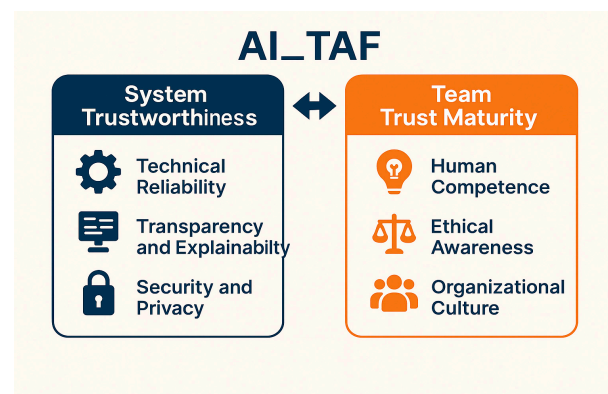 AI_TAF
System
Trustworthiness
Technical
Reliability
Transparency
and Explainabilty
Security and
Privacy
Team
Trust Maturity
Human
Competence
Ethical
Awareness
Organizational
Culture